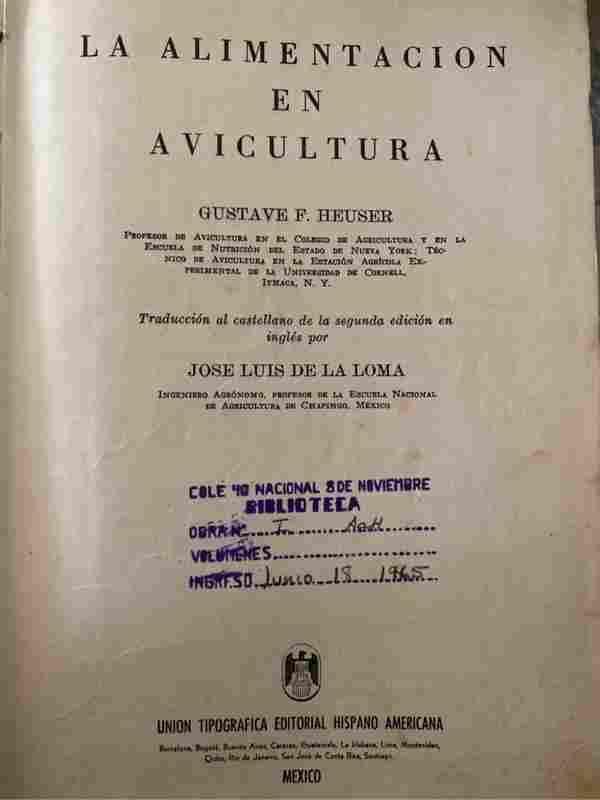 LA ALIMENTACION
EN
AVICULTURA
GUSTAVE F. HEUSER
PROFESOR DE AVICULTURA EN EL COLEGIO DE AGRICULTURA Y EN LA
ESCUELA DE NUTRICIÓN DEL ESTADO DE NUEVA YORK; TÉC-
NICO DE AVICULTURA EN LA ESTACIÓN AGRÍCOLA EX-
PERIMENTAL DE LA UNIVERSIDAD DE CORNELL,
ITHACA, N. Y.
Traducción al castellano de la segunda edición en
inglés por
JOSE LUIS DE LA LOMA
INGENIERO AGRÓNOMO, PROFESOR DE LA ESCUELA NACIONAL
DE AGRICULTURA DE CHAPINGO, MÉXICO
COLE NACIONAL 8 DE NOVIEMBRE
BIBLIOTECA
OBRA Nº I
VOLUMENES
INGRESO Junio 18 1965
UNION TIPOGRAFICA EDITORIAL HISPANO AMERICANA
Barcelona, Bogotá, Buenos Aires, Caracas, Guatemala, La Habana, Lima, Montevideo,
Quito, Río de Janeiro, San José de Costa Rica, Santiago.
MEXICO